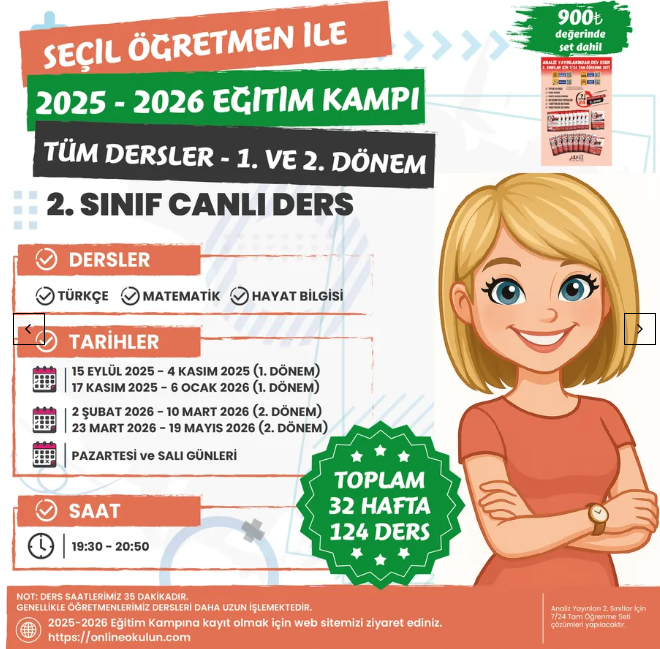 SEÇİL ÖĞRETMEN İLE
2025 - 2026 EĞİTİM KAMPI
TÜM DERSLER - 1. VE 2. DÖNEM
2. SINIF CANLI DERS
900₺
değerinde
set dahil
DERSLER
TÜRKÇE MATEMATİK HAYAT BİLGİSİ
TARİHLER
15 EYLÜL 2025 - 4 KASIM 2025 (1. DÖNEM)
17 KASIM 2025 - 6 OCAK 2026 (1. DÖNEM)
2 ŞUBAT 2026 - 10 MART 2026 (2. DÖNEM)
23 MART 2026 - 19 MAYIS 2026 (2. DÖNEM)
PAZARTESİ ve SALI GÜNLERİ
SAAT
19:30 - 20:50
TOPLAM
32 HAFTA
124 DERS
NOT: DERS SAATLERİMİZ 35 DAKİKADIR.
GENELLİKLE ÖĞRETMENLERİMİZ DERSLERİ DAHA UZUN İŞLEMEKTEDİR.
2025-2026 Eğitim Kampına kayıt olmak için web sitemizi ziyaret ediniz.
https://onlineokulun.com
Analiz Yayınları 2. Sınıflar İçin
7/24 Tam Öğrenme Seti
çözümleri yapılacaktır.